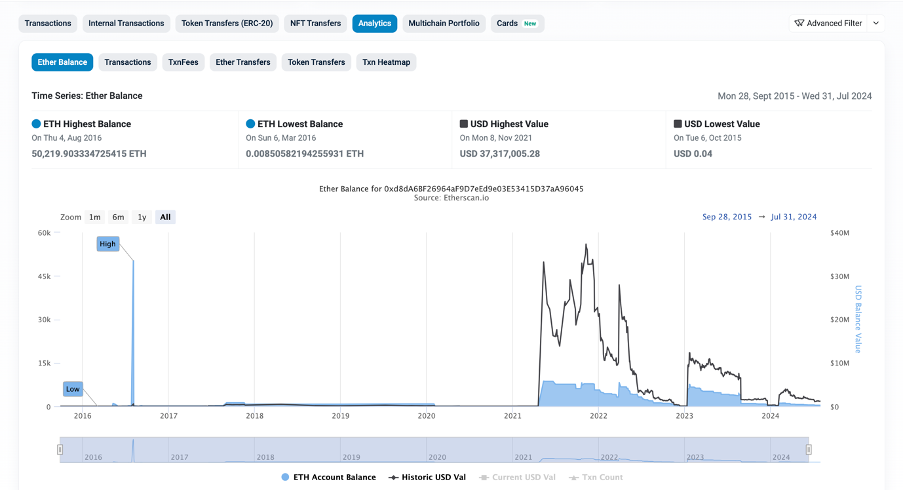 Transactions Internal Transactions Token Transfers (ERC-20) NFT Transfers Analytics Multichain Portfolio Cards New Advanced Filter
Ether Balance Transactions TxnFees Ether Transfers Token Transfers Txn Heatmap
Time Series: Ether Balance Mon 28, Sept 2015 - Wed 31, Jul 2024
ETH Highest Balance ETH Lowest Balance USD Highest Value USD Lowest Value
On Thu 4, Aug 2016 On Sun 6, Mar 2016 On Mon 8, Nov 2021 On Tue 6, Oct 2015
50,219.903334725415 ETH 0.00850582194255931 ETH USD 37,317,005.28 USD 0.04
Ether Balance for 0xd8dA6BF26964aF9D7eEd9e03E53415D37aA96045
Source: Etherscan.io
Zoom 1m 6m 1y All Sep 28, 2015 → Jul 31, 2024
60k $40M
High
45k $30M
30k $20M
USD Balance Value
15k $10M
Low
0 $0
2016 2017 2018 2019 2020 2021 2022 2023 2024
2016 2017 2018 2019 2020 2021 2022 2023 2024
ETH Account Balance Historic USD Val Current USD Val Txn Count